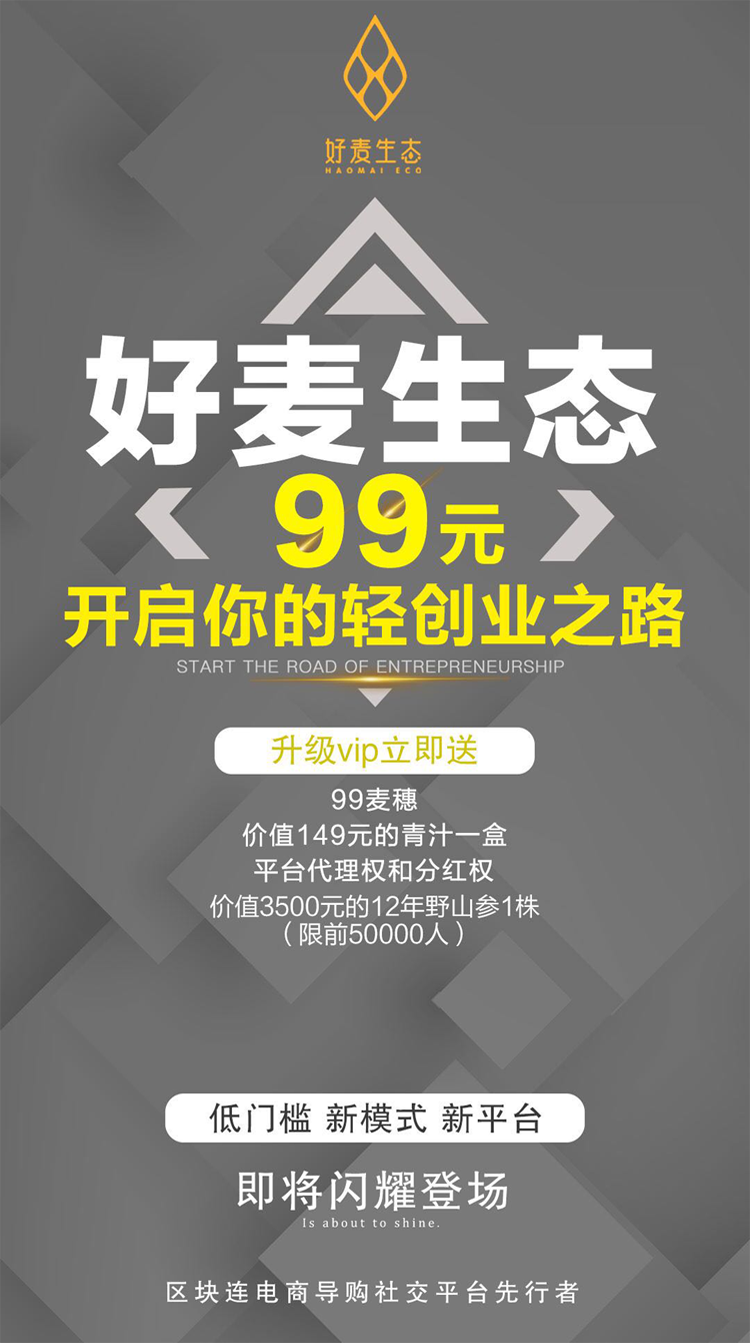 好麦生态
HAOMAI ECO
好麦生态
99元
开启你的轻创业之路
START THE ROAD OF ENTREPRENEURSHIP
升级vip立即送
99麦穗
价值149元的青汁一盒
平台代理权和分红权
价值3500元的12年野山参1株
（限前50000人）
低门槛 新模式 新平台
即将闪耀登场
Is about to shine.
区块连电商导购社交平台先行者